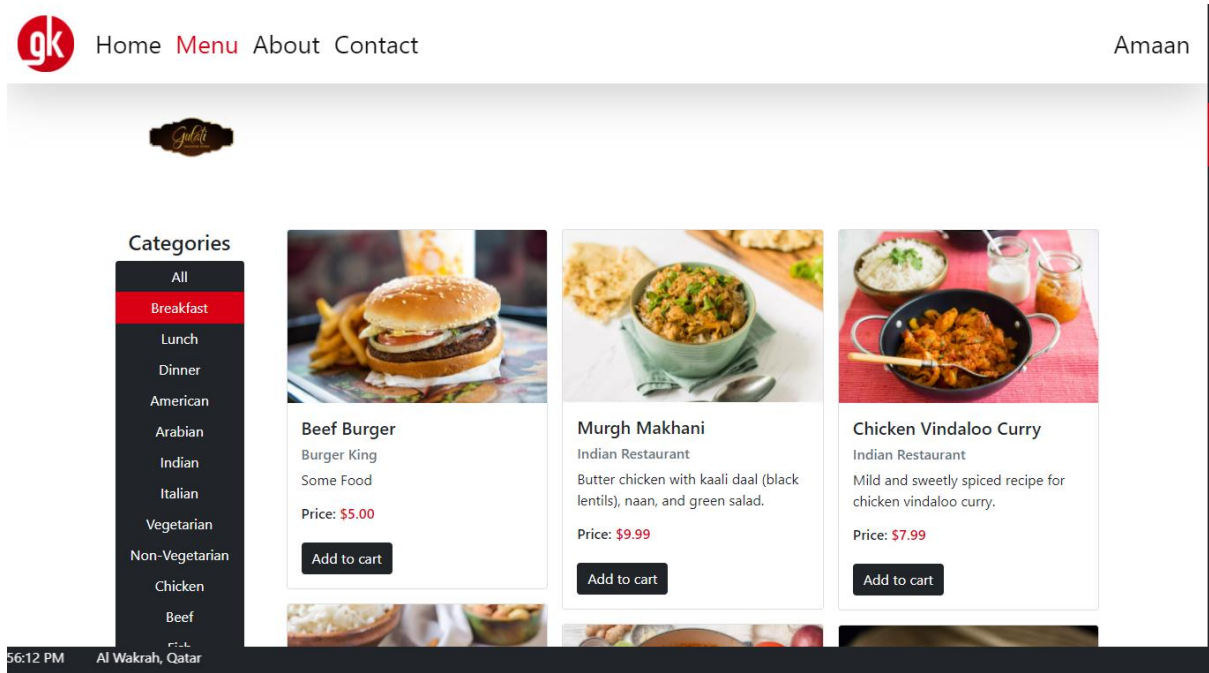 gk
Home Menu About Contact
Amaan
Gulati
Categories
All
Breakfast
Lunch
Dinner
American
Arabian
Indian
Italian
Vegetarian
Non-Vegetarian
Chicken
Beef
Fish
Beef Burger
Burger King
Some Food
Price: $5.00
Add to cart
Murgh Makhani
Indian Restaurant
Butter chicken with kaali daal (black
lentils), naan, and green salad.
Price: $9.99
Add to cart
Chicken Vindaloo Curry
Indian Restaurant
Mild and sweetly spiced recipe for
chicken vindaloo curry.
Price: $7.99
Add to cart
56:12 PM Al Wakrah, Qatar